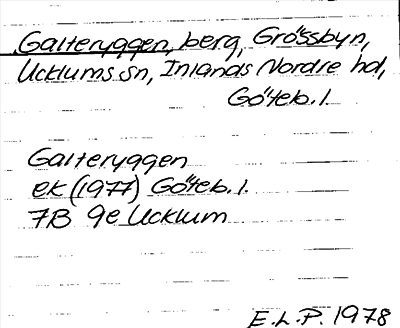 Galteryggen, berg, Grössbyn,
Ucklums sn, Inlands Nordre hd,
Göteb. l.
Galteryggen
ek (1977) Göteb. l.
7B 9e Ucklum
E.L.P. 1978